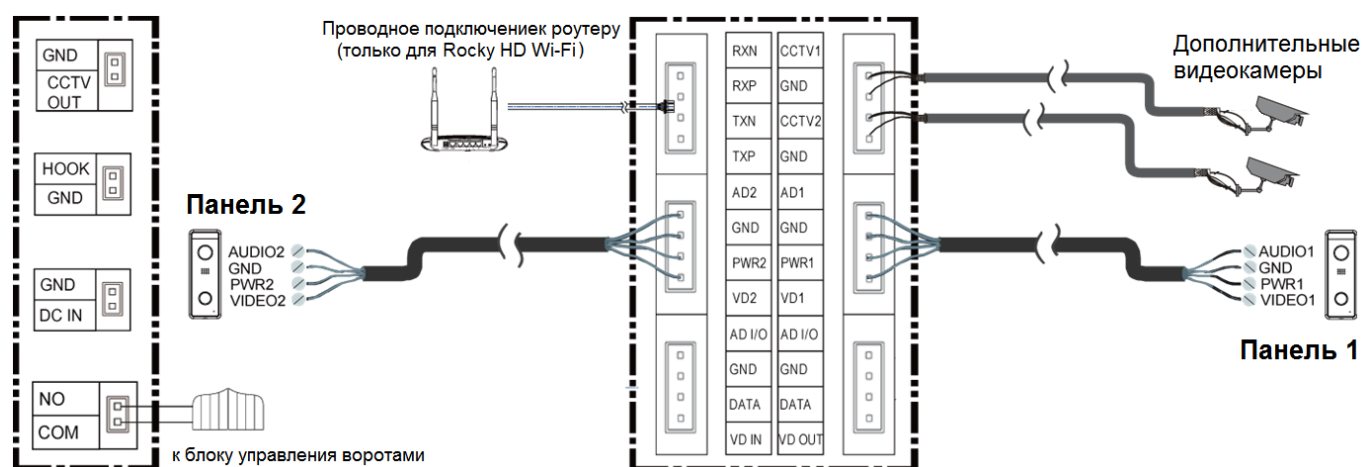 GND
CCTV
OUT
HOOK
GND
GND
DC IN
NO
COM
к блоку управления воротами
Проводное подключениек роутеру
(только для Rocky HD Wi-Fi)
Панель 2
AUDIO2
GND
PWR2
VIDEO2
RXN CCTV1
RXP GND
TXN CCTV2
TXP GND
AD2 AD1
GND GND
PWR2 PWR1
VD2 VD1
AD I/O AD I/O
GND GND
DATA DATA
VD IN VD OUT
Дополнительные
видеокамеры
AUDIO1
GND
PWR1
VIDEO1
Панель 1